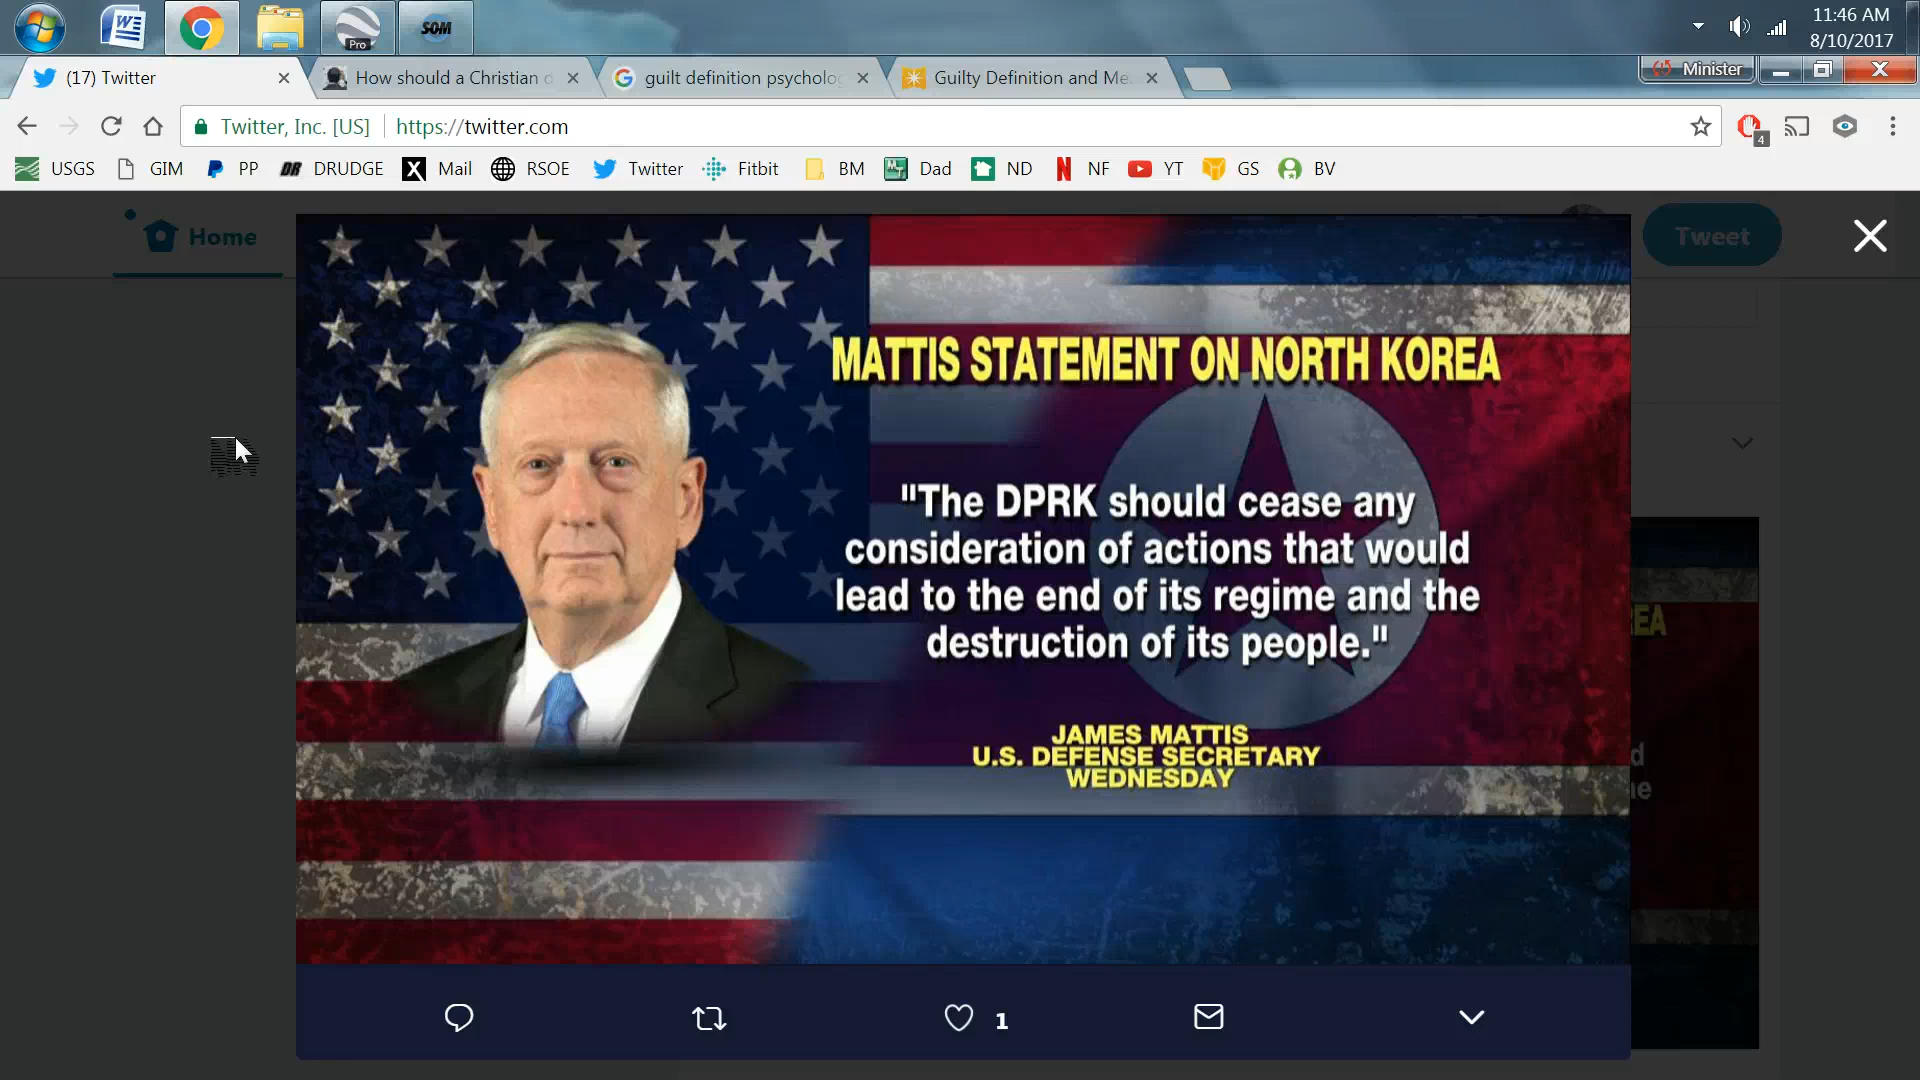 11:46 AM
8/10/2017
(17) Twitter
How should a Christian d
guilt definition psycholog
Guilty Definition and Me
Minister
Twitter, Inc. [US]
https://twitter.com
4
USGS GIM PP DRUDGE Mail RSOE Twitter Fitbit BM Dad ND NF YT GS BV
Home
Tweet
MATTIS STATEMENT ON NORTH KOREA
"The DPRK should cease any
consideration of actions that would
lead to the end of its regime and the
destruction of its people."
JAMES MATTIS
U.S. DEFENSE SECRETARY
WEDNESDAY
1